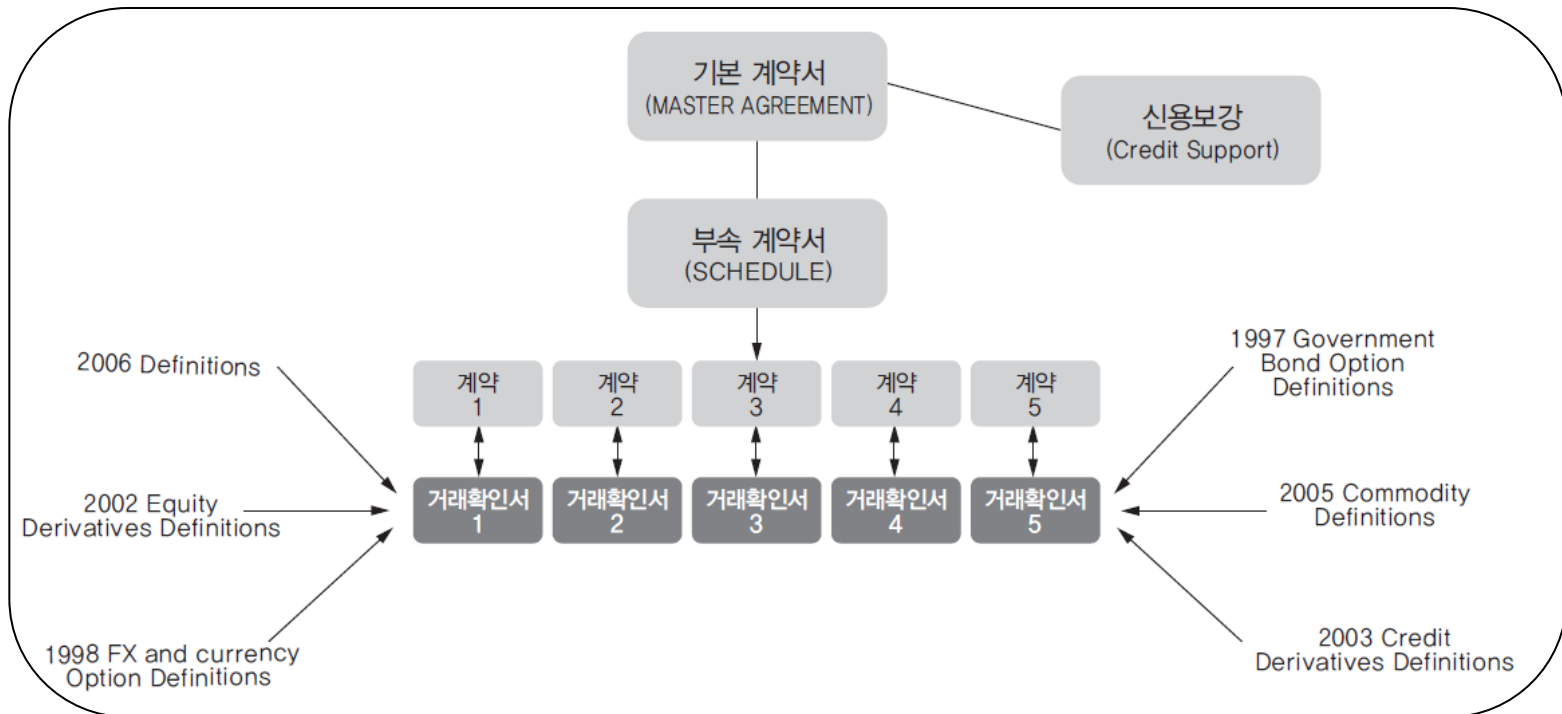 기본 계약서
(MASTER AGREEMENT)
신용보강
(Credit Support)
부속 계약서
(SCHEDULE)
2006 Definitions
2002 Equity
Derivatives Definitions
1998 FX and currency
Option Definitions
계약
1
계약
2
계약
3
계약
4
계약
5
거래확인서
1
거래확인서
2
거래확인서
3
거래확인서
4
거래확인서
5
1997 Government
Bond Option
Definitions
2005 Commodity
Definitions
2003 Credit
Derivatives Definitions